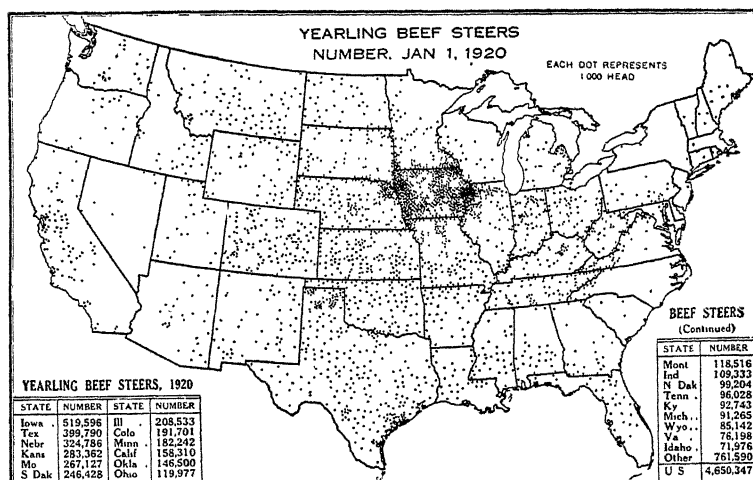 YEARLING BEEF STEERS
NUMBER, JAN 1, 1920
EACH DOT REPRESENTS
1000 HEAD
YEARLING BEEF STEERS, 1920
STATE NUMBER STATE NUMBER
Iowa . 519,596 Ill . 208,533
Tex 399,790 Colo 191,701
Nebr 324,786 Minn . 182,242
Kans 283,362 Calif 158,310
Mo 267,127 Okla . 146,500
S Dak 246,428 Ohio 119,977
BEEF STEERS
(Continued)
STATE NUMBER
Mont 118,516
Ind 109,333
N Dak 99,204
Tenn . 96,028
Ky 92,743
Mich.. 91,265
Wyo.. 85,142
Va . 76,198
Idaho. 71,976
Other 761,590
U S 4,650,347